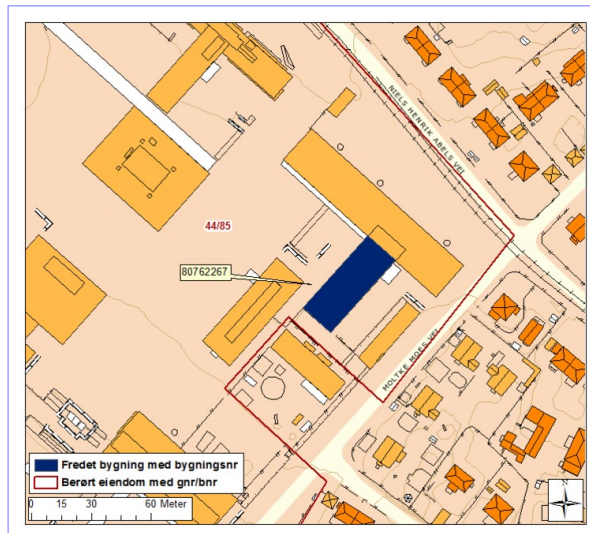 NIELS HENRIK ABELS VEI
44/85
80762267
MOLTKE MOES VEI
Fredet bygning med bygningsnr
Berørt eiendom med gnr/bnr
0 15 30 60 Meter
N